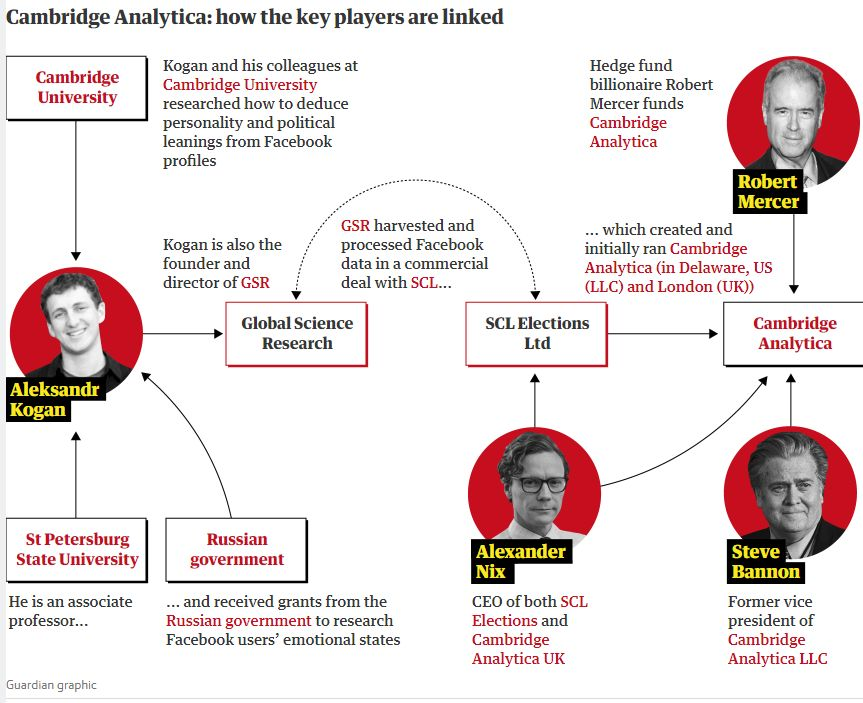 Cambridge Analytica: how the key players are linked
Cambridge
University
Kogan and his colleagues at
Cambridge University
researched how to deduce
personality and political
leanings from Facebook
profiles
Hedge fund
billionaire Robert
Mercer funds
Cambridge
Analytica
Robert
Mercer
Kogan is also the
founder and
director of GSR
GSR harvested and
processed Facebook
data in a commercial
deal with SCL...
... which created and
initially ran Cambridge
Analytica (in Delaware, US
(LLC) and London (UK))
Aleksandr
Kogan
Global Science
Research
SCL Elections
Ltd
Cambridge
Analytica
St Petersburg
State University
Russian
government
Alexander
Nix
Steve
Bannon
He is an associate
professor...
... and received grants from the
Russian government to research
Facebook users’ emotional states
CEO of both SCL
Elections and
Cambridge
Analytica UK
Former vice
president of
Cambridge
Analytica LLC
Guardian graphic